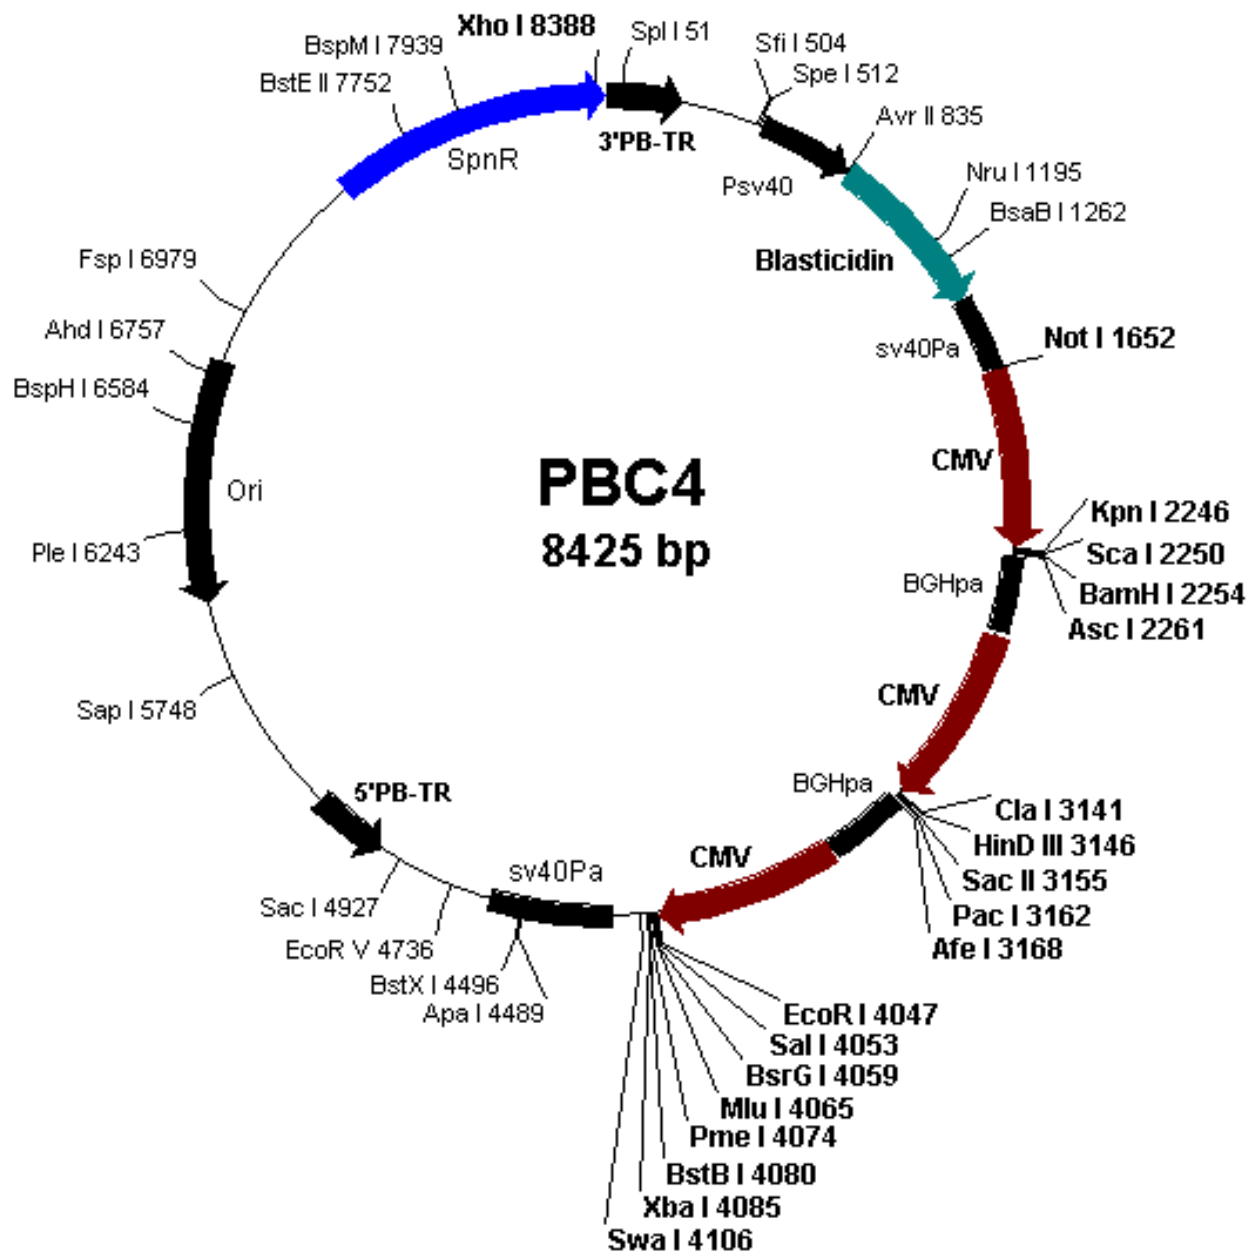 Xho I 8388
Spl I 51
BspM I 7939
BstE II 7752
Sfi I 504
Spe I 512
Avr II 835
3'PB-TR
SpnR
Psv40
Nru I 1195
BsaB I 1262
Blasticidin
Fsp I 6979
Ahd I 6757
BspH I 6584
sv40Pa
Not I 1652
CMV
PBC4
8425 bp
Ori
Ple I 6243
Kpn I 2246
Sca I 2250
BamH I 2254
Asc I 2261
BGHpa
CMV
Sap I 5748
5'PB-TR
BGHpa
Cla I 3141
HinD III 3146
Sac II 3155
Pac I 3162
Afe I 3168
CMV
sv40Pa
Sac I 4927
EcoR V 4736
BstX I 4496
Apa I 4489
EcoR I 4047
Sal I 4053
BsrG I 4059
Mlu I 4065
Pme I 4074
BstB I 4080
Xba I 4085
Swa I 4106